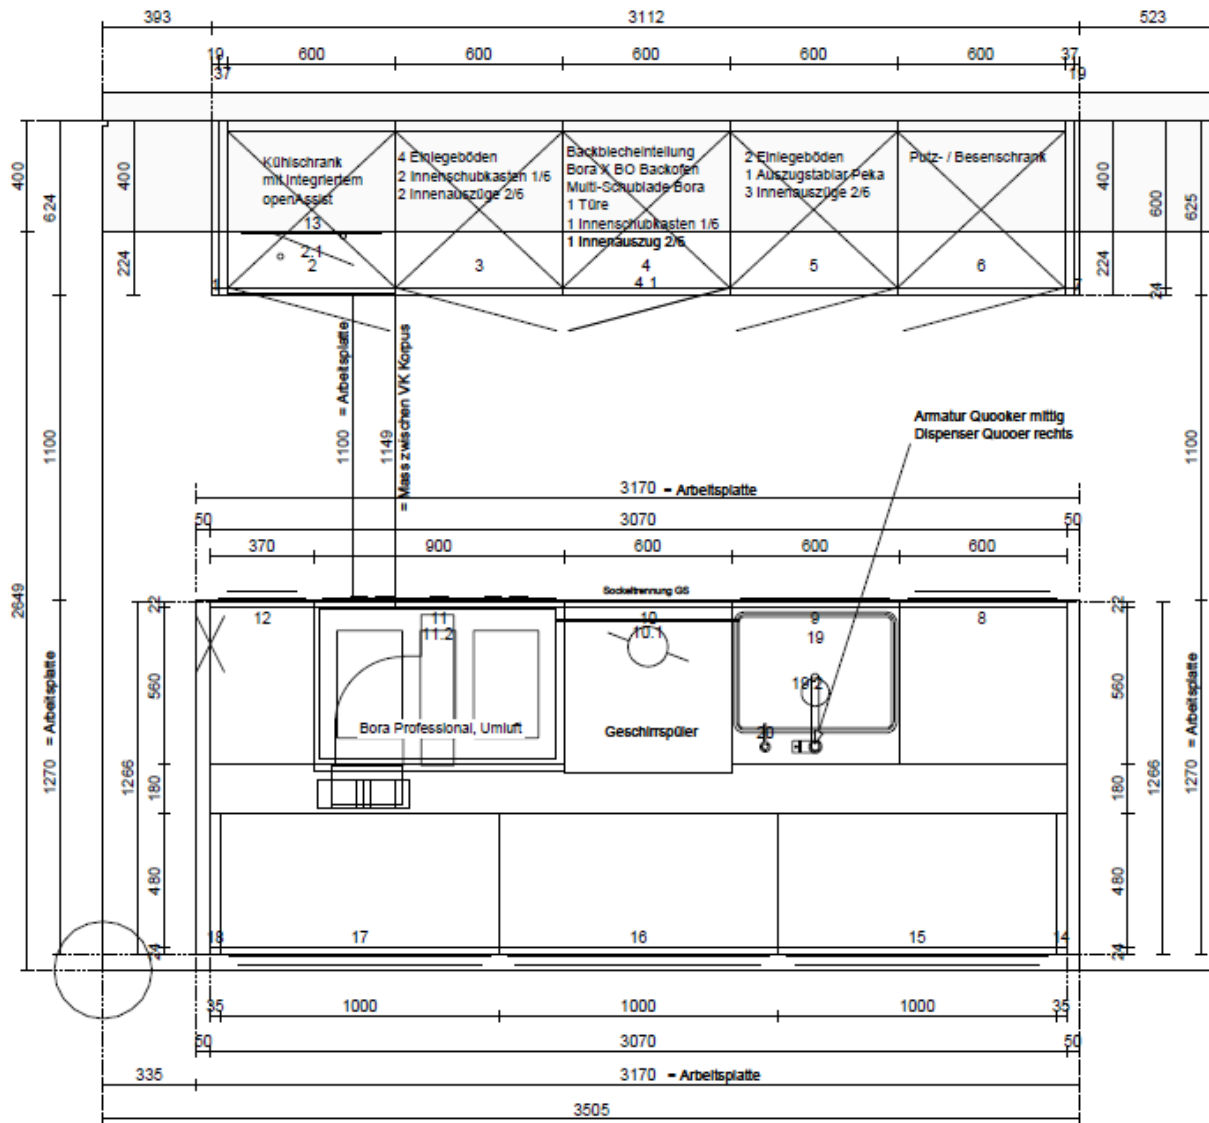 393 3112 523
19 600 600 600 600 600 37
37 19
Kühlschrank
mit integriertem
openAssist
13
2.1
2
4 Einlegeböden
2 Innenschubkasten 1/6
2 Innenauszüge 2/6
3
Backblecheinteilung
Bora X BO Backofen
Multi-Schublade Bora
1 Türe
1 Innenschubkasten 1/6
1 Innenauszug 2/6
4
4.1
2 Einlegeböden
1 Auszugstablar Peka
3 Innenauszüge 2/6
5
Putz- / Besenschrank
6
1 7
400 624 400 224
400 600 625 224 24
1100
1100 = Arbeitsplatte
1149 = Mass zwischen VK Korpus
1100
Armatur Quooker mittig
Dispenser Quooer rechts
3170 = Arbeitsplatte
50 3070 50
370 900 600 600 600
Sockeltrennung GS
12 11 10 9 8
11.2 10.1 19
19.2
20
Bora Professional, Umluft
Geschirrspüler
2649
1270 = Arbeitsplatte
1266
22 560 180 480 24
22 560 180 480 24
1266
1270 = Arbeitsplatte
18 17 16 15 14
35 1000 1000 1000 35
50 3070 50
335 3170 = Arbeitsplatte
3505